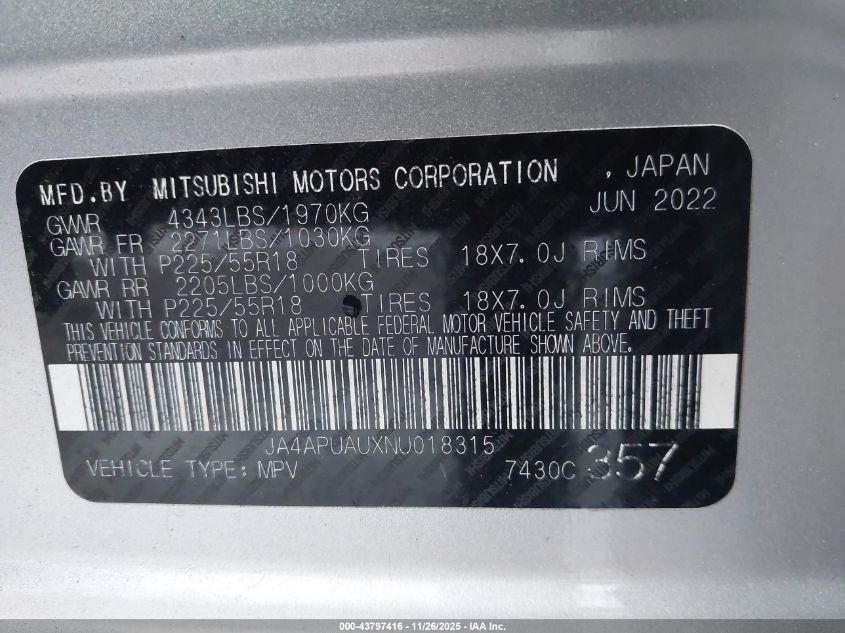 MFD.BY MITSUBISHI MOTORS CORPORATION , JAPAN
JUN 2022
GVWR 4343LBS/1970KG
GAWR FR 2271LBS/1030KG
WITH P225/55R18 TIRES 18X7.0J RIMS
GAWR RR 2205LBS/1000KG
WITH P225/55R18 TIRES 18X7.0J RIMS
THIS VEHICLE CONFORMS TO ALL APPLICABLE FEDERAL MOTOR VEHICLE SAFETY AND THEFT
PREVENTION STANDARDS IN EFFECT ON THE DATE OF MANUFACTURE SHOWN ABOVE.
JA4APUAUXNU018315
VEHICLE TYPE: MPV 7430C 357
000-43797416 - 11/26/2025 - IAA Inc.